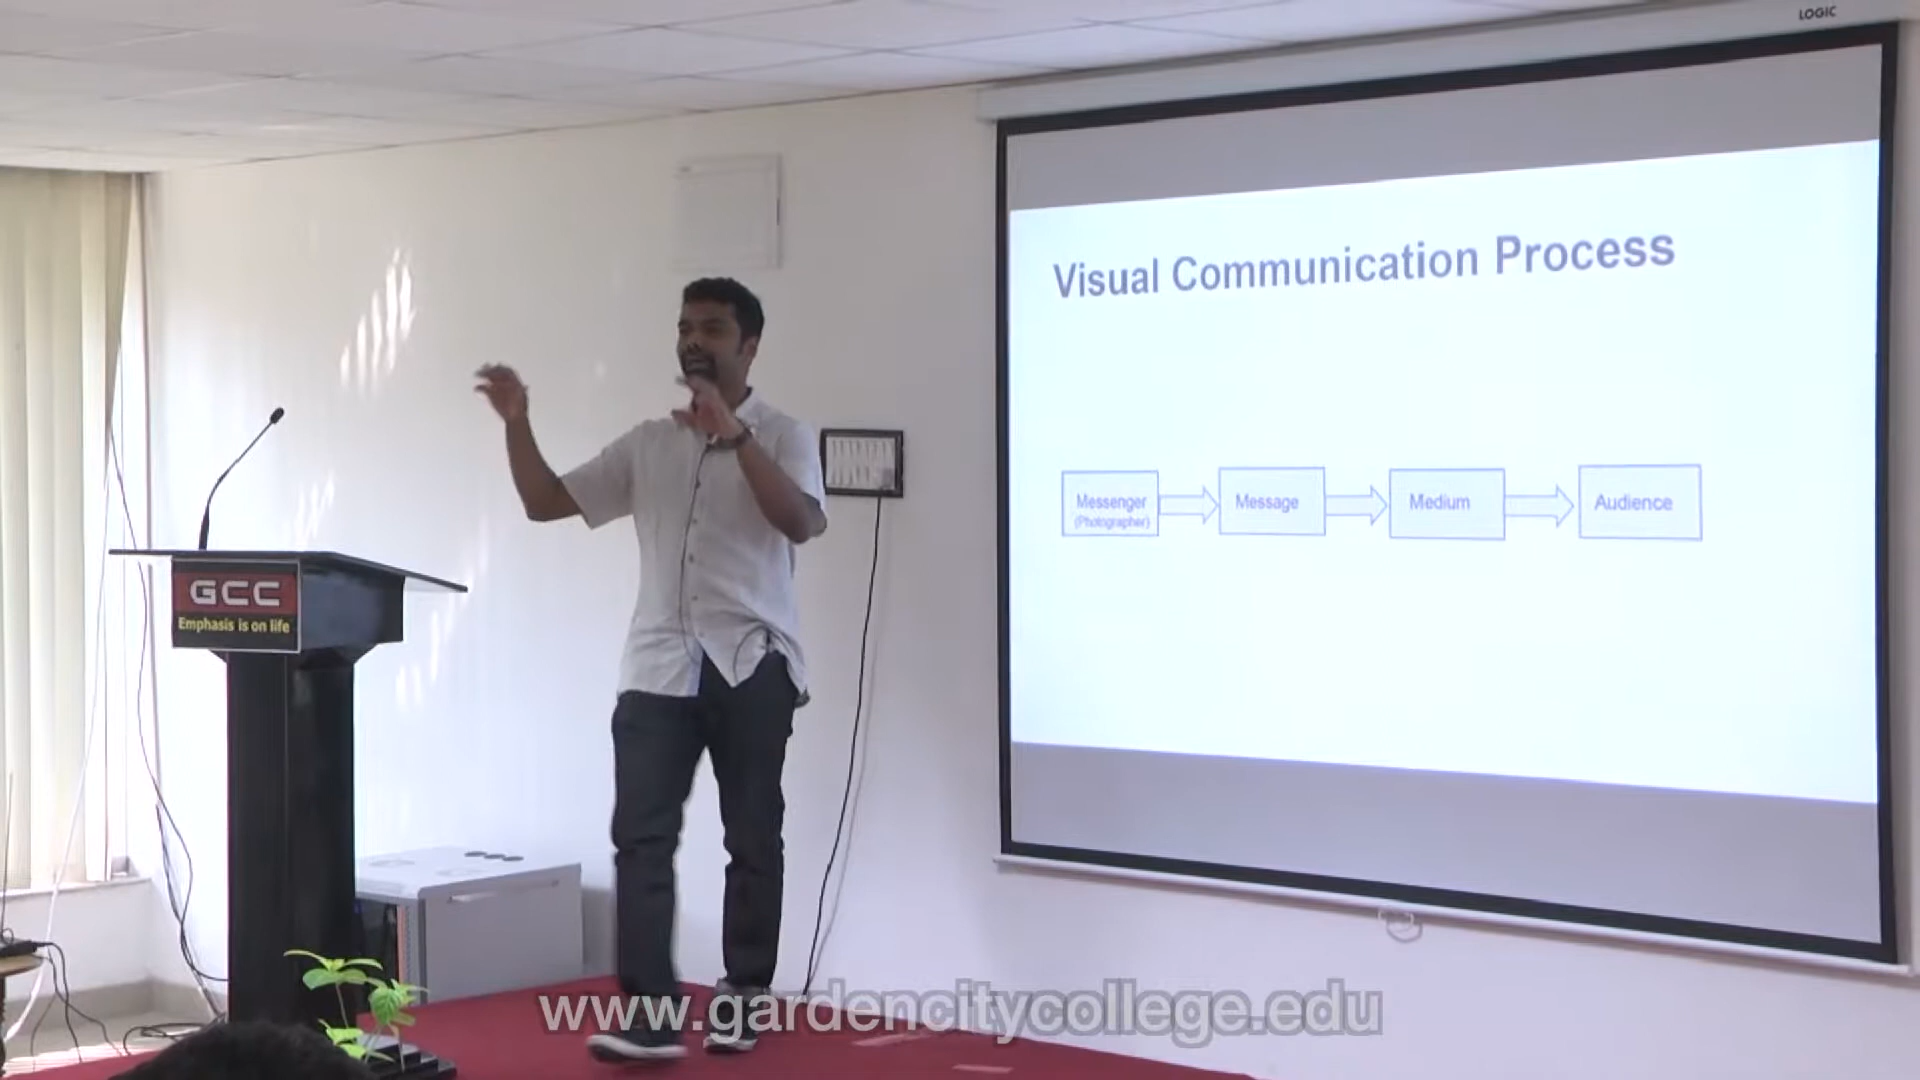 LOGIC
Visual Communication Process
Messenger
(Photographer)
Message
Medium
Audience
GCC
Emphasis is on life
www.gardencitycollege.edu